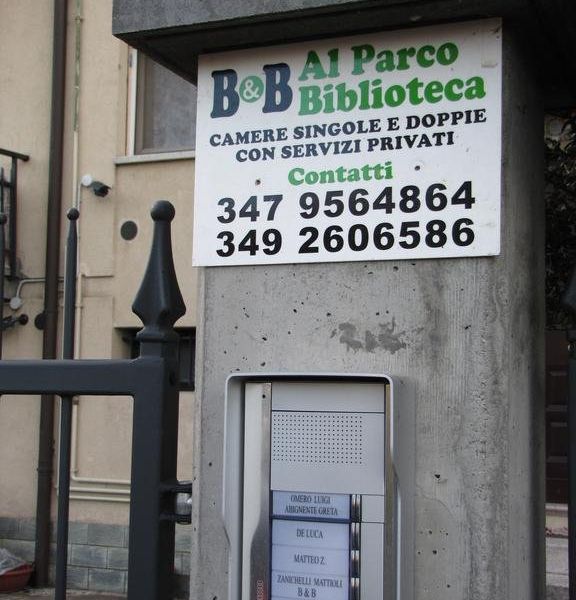 B&B Al Parco
Biblioteca
CAMERE SINGOLE E DOPPIE
CON SERVIZI PRIVATI
Contatti
347 9564864
349 2606586
OMERO LUIGI
ABIGNENTE GRETA
DE LUCA
MATTEO Z.
ZANICHELLI MATTIOLI
B & B